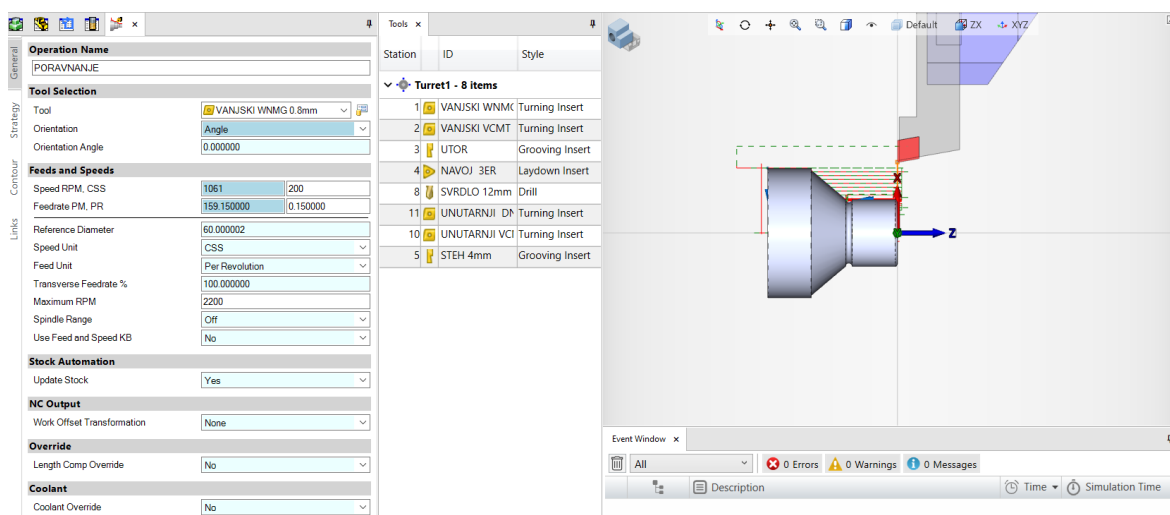 General
Strategy
Contour
Links
Operation Name
PORAVNANJE
Tool Selection
Tool VANJSKI WNMG 0.8mm
Orientation Angle
Orientation Angle 0.000000
Feeds and Speeds
Speed RPM, CSS 1061 200
Feedrate PM, PR 159.150000 0.150000
Reference Diameter 60.000002
Speed Unit CSS
Feed Unit Per Revolution
Transverse Feedrate % 100.000000
Maximum RPM 2200
Spindle Range Off
Use Feed and Speed KB No
Stock Automation
Update Stock Yes
NC Output
Work Offset Transformation None
Override
Length Comp Override No
Coolant
Coolant Override No
Tools
Station ID Style
Turret1 - 8 items
1 VANJSKI WNMG Turning Insert
2 VANJSKI VCMT Turning Insert
3 UTOR Grooving Insert
4 NAVOJ 3ER Laydown Insert
8 SVRDLO 12mm Drill
11 UNUTARNJI DN Turning Insert
10 UNUTARNJI VCI Turning Insert
5 STEH 4mm Grooving Insert
Default ZX XYZ
X
Z
Event Window
All 0 Errors 0 Warnings 0 Messages
Description Time Simulation Time